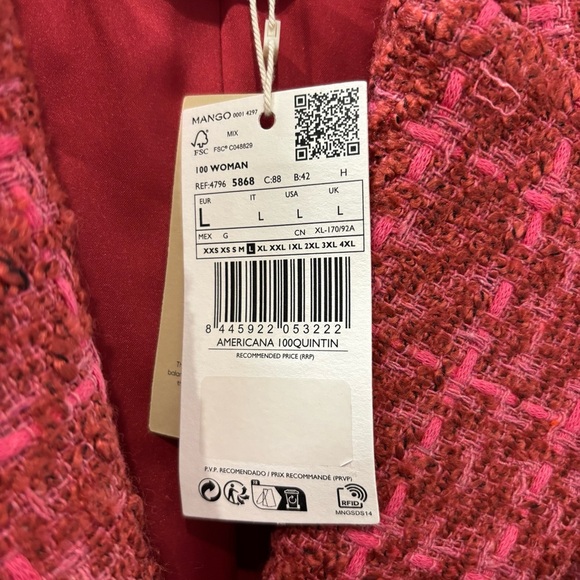 MANGO 0001 4297
MIX
FSC
FSC® C048829
100 WOMAN
REF:4796 5868 C:88 B:42 H
EUR IT USA UK
L L L L
MEX G CN XL-170/92A
XXS XS S M L XL XXL 1XL 2XL 3XL 4XL
8 445922 053222
AMERICANA 100QUINTIN
RECOMMENDED PRICE (RRP)
P.V.P. RECOMENDADO / PRIX RECOMMANDÉ (PRVP)
RFID
MNGSDS14